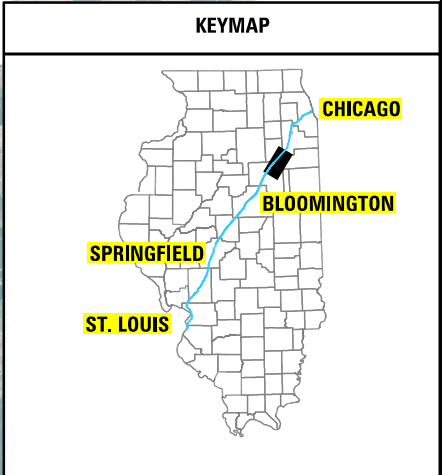 KEYMAP
CHICAGO
BLOOMINGTON
SPRINGFIELD
ST. LOUIS